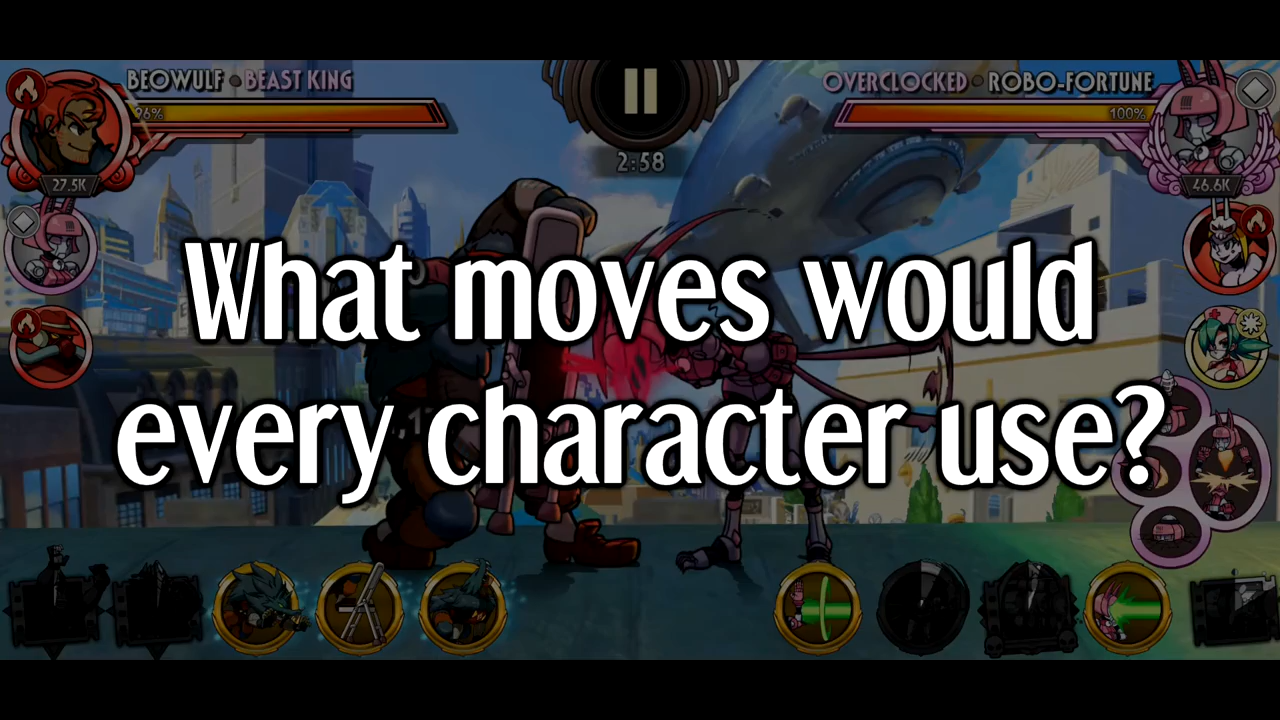 BEOWULF • BEAST KING
OVERCLOCKED • ROBO-FORTUNE
96%
100%
2:58
27.5K
46.6K
What moves would
every character use?